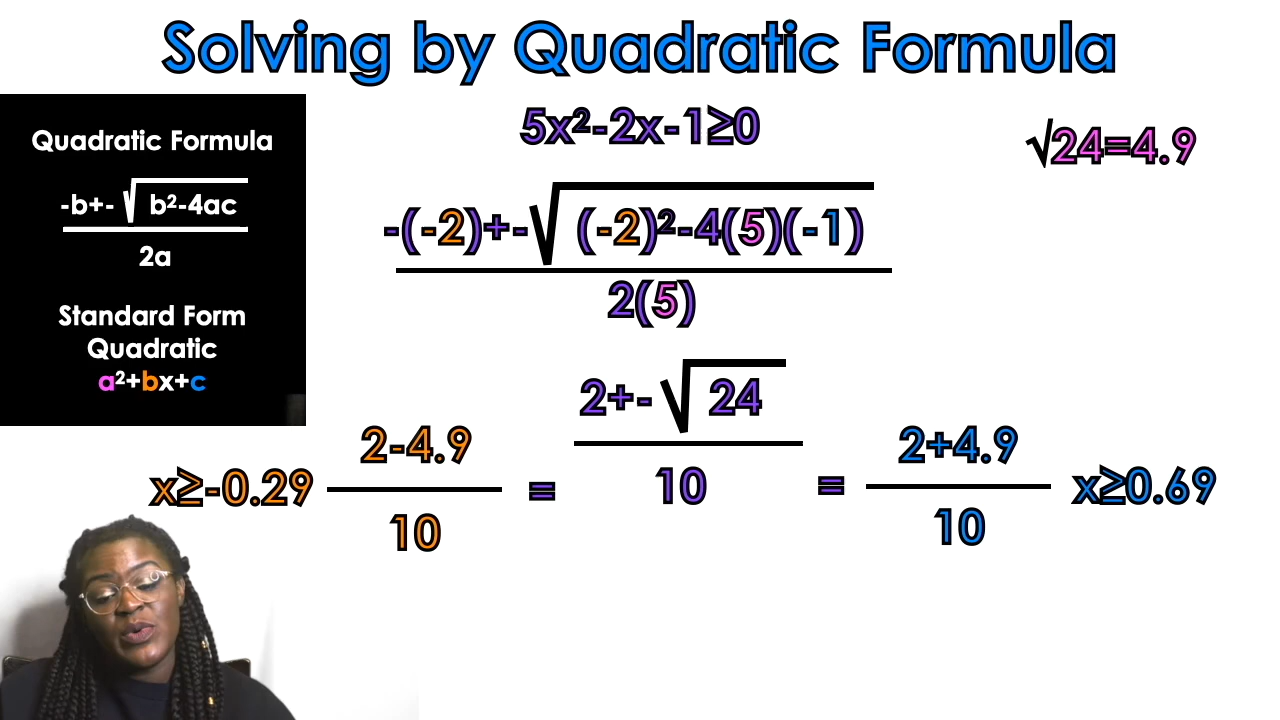 Solving by Quadratic Formula
Quadratic Formula
-b+-√b²-4ac
2a
Standard Form
Quadratic
a²+bx+c
5x²-2x-1≥0
√24=4.9
-(-2)+-√(-2)²-4(5)(-1)
2(5)
2+-√24
10
x≥-0.29
2-4.9
10
=
=
2+4.9
10
x≥0.69